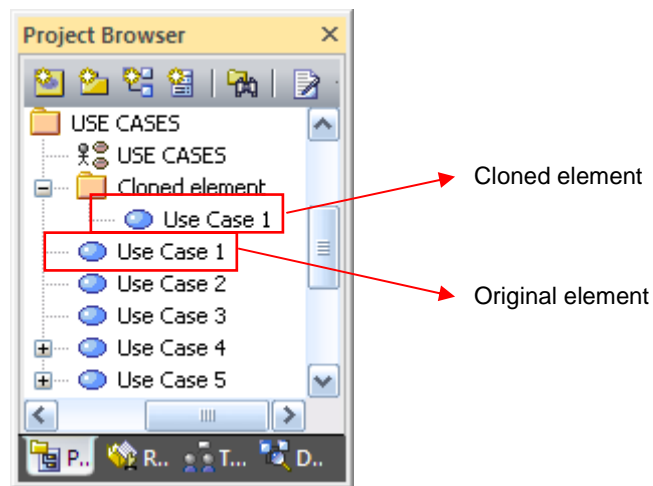 Project Browser
USE CASES
USE CASES
Cloned element
Use Case 1
Cloned element
Use Case 1
Original element
Use Case 2
Use Case 3
Use Case 4
Use Case 5
P.. R.. T... D..